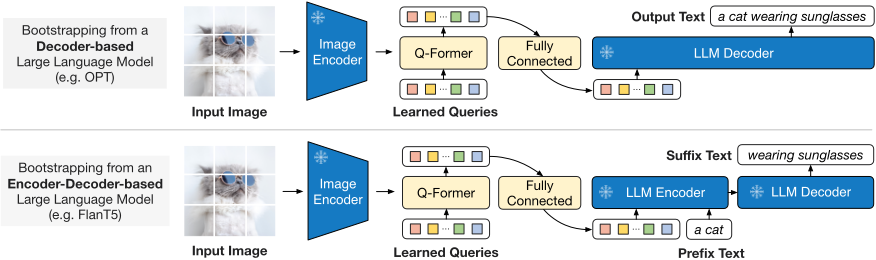 Bootstrapping from a
Decoder-based
Large Language Model
(e.g. OPT)
Input Image
Image
Encoder
...
Q-Former
...
Learned Queries
Fully
Connected
...
Output Text
a cat wearing sunglasses
LLM Decoder
Bootstrapping from an
Encoder-Decoder-based
Large Language Model
(e.g. FlanT5)
Input Image
Image
Encoder
...
Q-Former
...
Learned Queries
Fully
Connected
...
LLM Encoder
a cat
Prefix Text
Suffix Text
wearing sunglasses
LLM Decoder